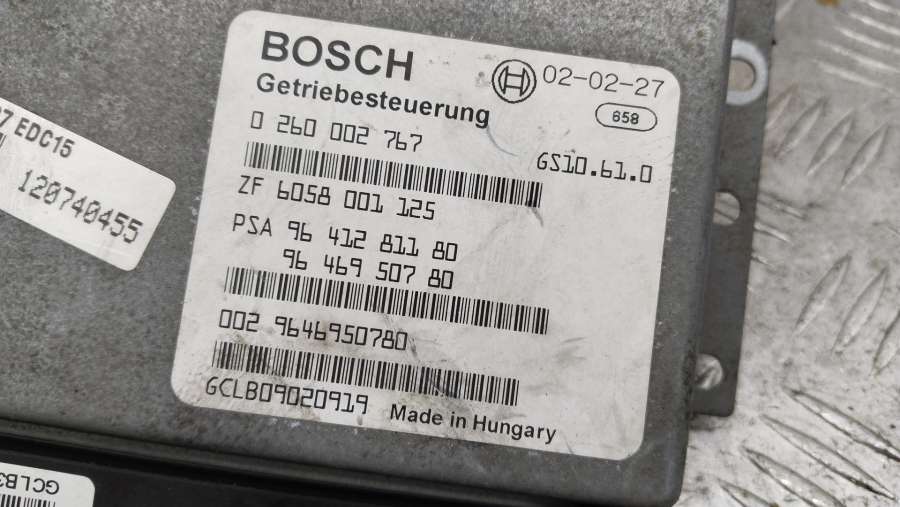 BOSCH
02-02-27
Getriebesteuerung
658
0 260 002 767
GS10.61.0
ZF 6058 001 125
PSA 96 412 811 80
96 469 507 80
002 9646950780
GCLB09020919
Made in Hungary
7 EDC15
120740455
GCLB3